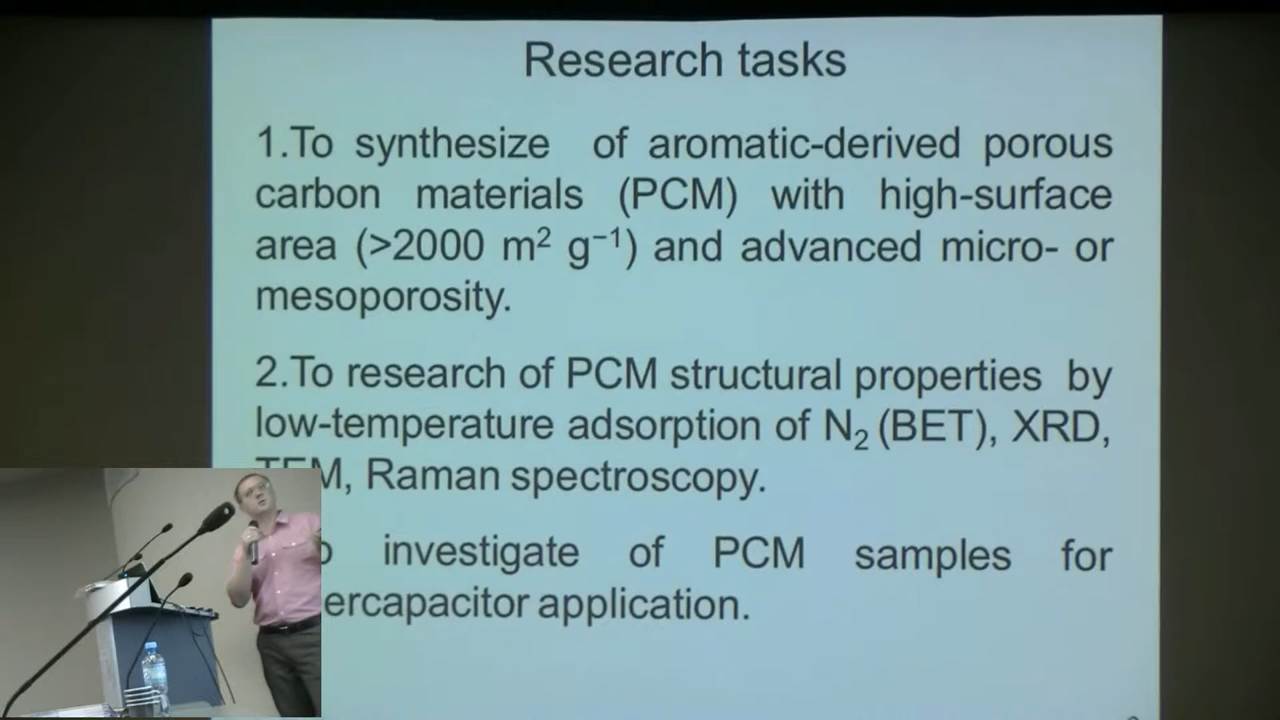 Research tasks
1.To synthesize of aromatic-derived porous
carbon materials (PCM) with high-surface
area (>2000 m² g⁻¹) and advanced micro- or
mesoporosity.
2.To research of PCM structural properties by
low-temperature adsorption of N₂ (BET), XRD,
TEM, Raman spectroscopy.
investigate of PCM samples for
ercapacitor application.